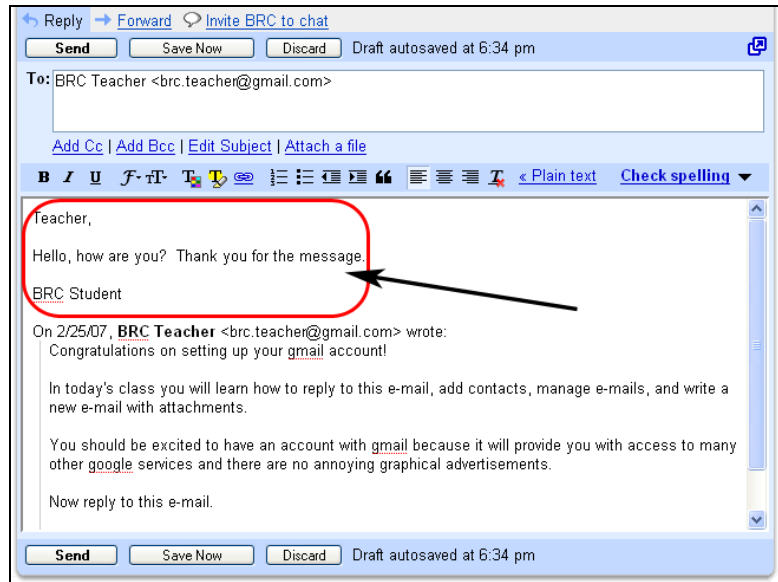 Reply Forward Invite BRC to chat
Send Save Now Discard Draft autosaved at 6:34 pm
To: BRC Teacher <brc.teacher@gmail.com>
Add Cc | Add Bcc | Edit Subject | Attach a file
B I U F TT T T « Plain text Check spelling
Teacher,
Hello, how are you? Thank you for the message.
BRC Student
On 2/25/07, BRC Teacher <brc.teacher@gmail.com> wrote:
Congratulations on setting up your gmail account!
In today's class you will learn how to reply to this e-mail, add contacts, manage e-mails, and write a
new e-mail with attachments.
You should be excited to have an account with gmail because it will provide you with access to many
other google services and there are no annoying graphical advertisements.
Now reply to this e-mail.
Send Save Now Discard Draft autosaved at 6:34 pm